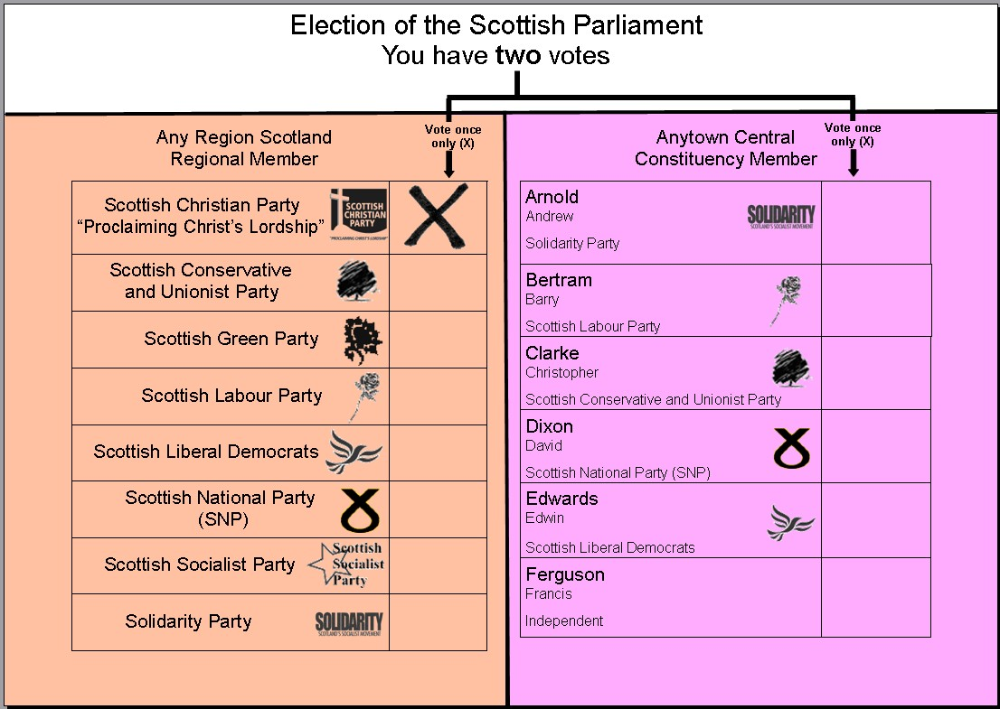 Election of the Scottish Parliament
You have two votes
Any Region Scotland
Regional Member
Vote once
only (X)
Scottish Christian Party
“Proclaiming Christ’s Lordship”
SCOTTISH
CHRISTIAN
PARTY
"PROCLAIMING CHRIST'S LORDSHIP"
X
Scottish Conservative
and Unionist Party
Scottish Green Party
Scottish Labour Party
Scottish Liberal Democrats
Scottish National Party
(SNP)
Scottish Socialist Party
Scottish
Socialist
Party
Solidarity Party
SOLIDARITY
SCOTLAND'S SOCIALIST MOVEMENT
Anytown Central
Constituency Member
Vote once
only (X)
Arnold
Andrew
Solidarity Party
SOLIDARITY
SCOTLAND'S SOCIALIST MOVEMENT
Bertram
Barry
Scottish Labour Party
Clarke
Christopher
Scottish Conservative and Unionist Party
Dixon
David
Scottish National Party (SNP)
Edwards
Edwin
Scottish Liberal Democrats
Ferguson
Francis
Independent